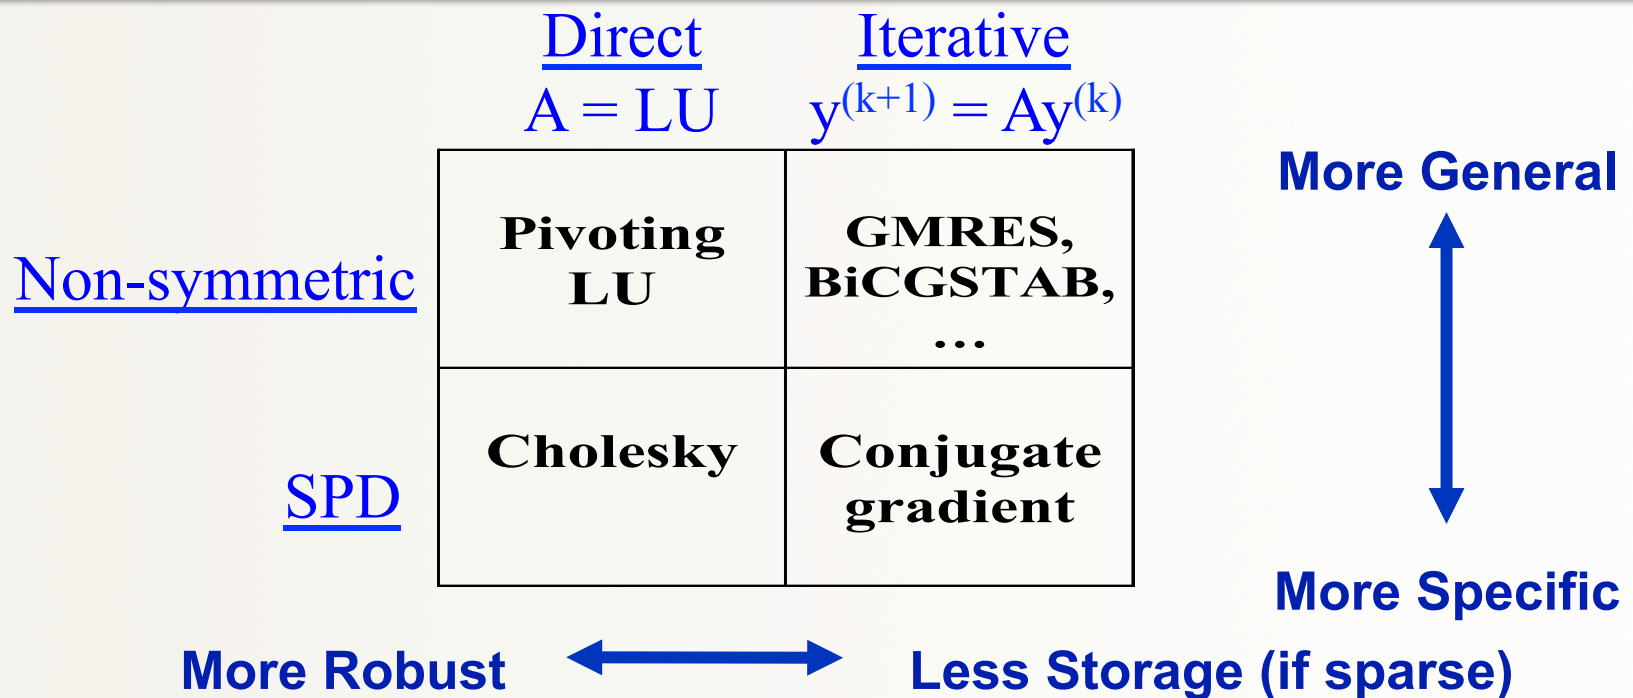 Direct Iterative
A = LU y(k+1) = Ay(k)
More General
Pivoting LU
GMRES, BiCGSTAB, …
Non-symmetric
Cholesky
Conjugate gradient
SPD
More Specific
More Robust Less Storage (if sparse)